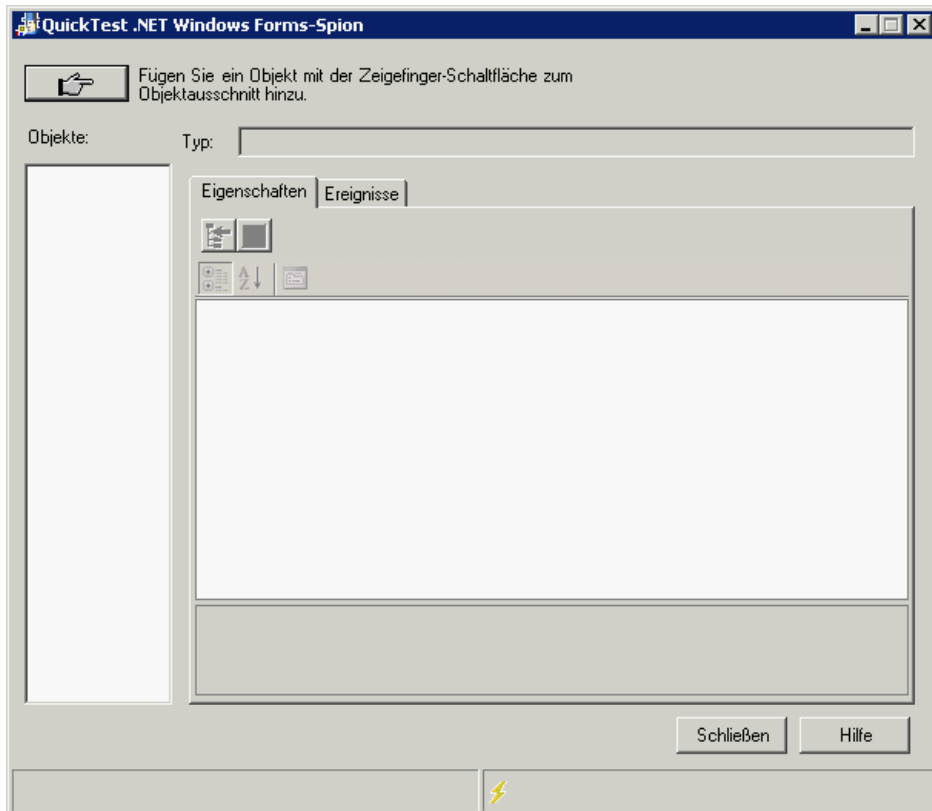 QuickTest .NET Windows Forms-Spion
Fügen Sie ein Objekt mit der Zeigefinger-Schaltfläche zum
Objektausschnitt hinzu.
Objekte:
Typ:
Eigenschaften
Ereignisse
Schließen
Hilfe